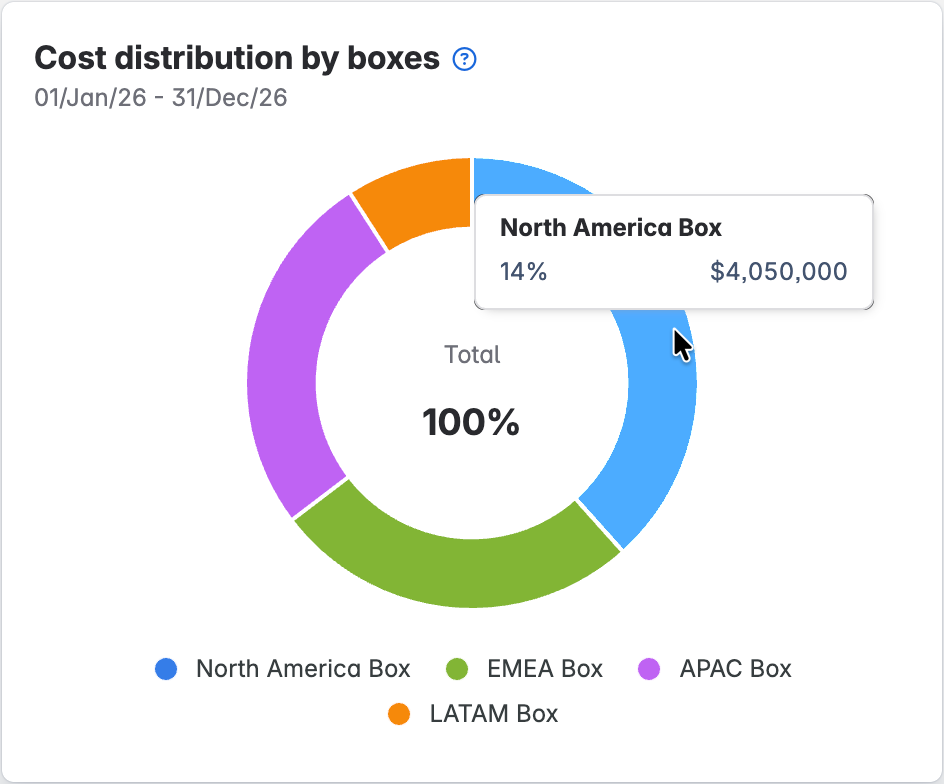 Cost distribution by boxes ?
01/Jan/26 - 31/Dec/26
North America Box
14% $4,050,000
Total
100%
North America Box EMEA Box APAC Box
LATAM Box